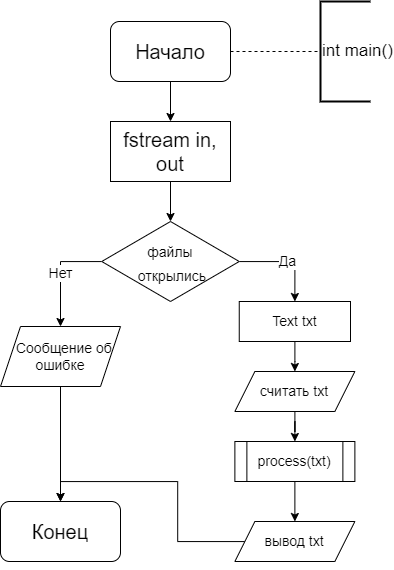 Начало
int main()
fstream in,
out
файлы
открылись
Нет
Да
Text txt
Сообщение об
ошибке
считать txt
process(txt)
Конец
вывод txt